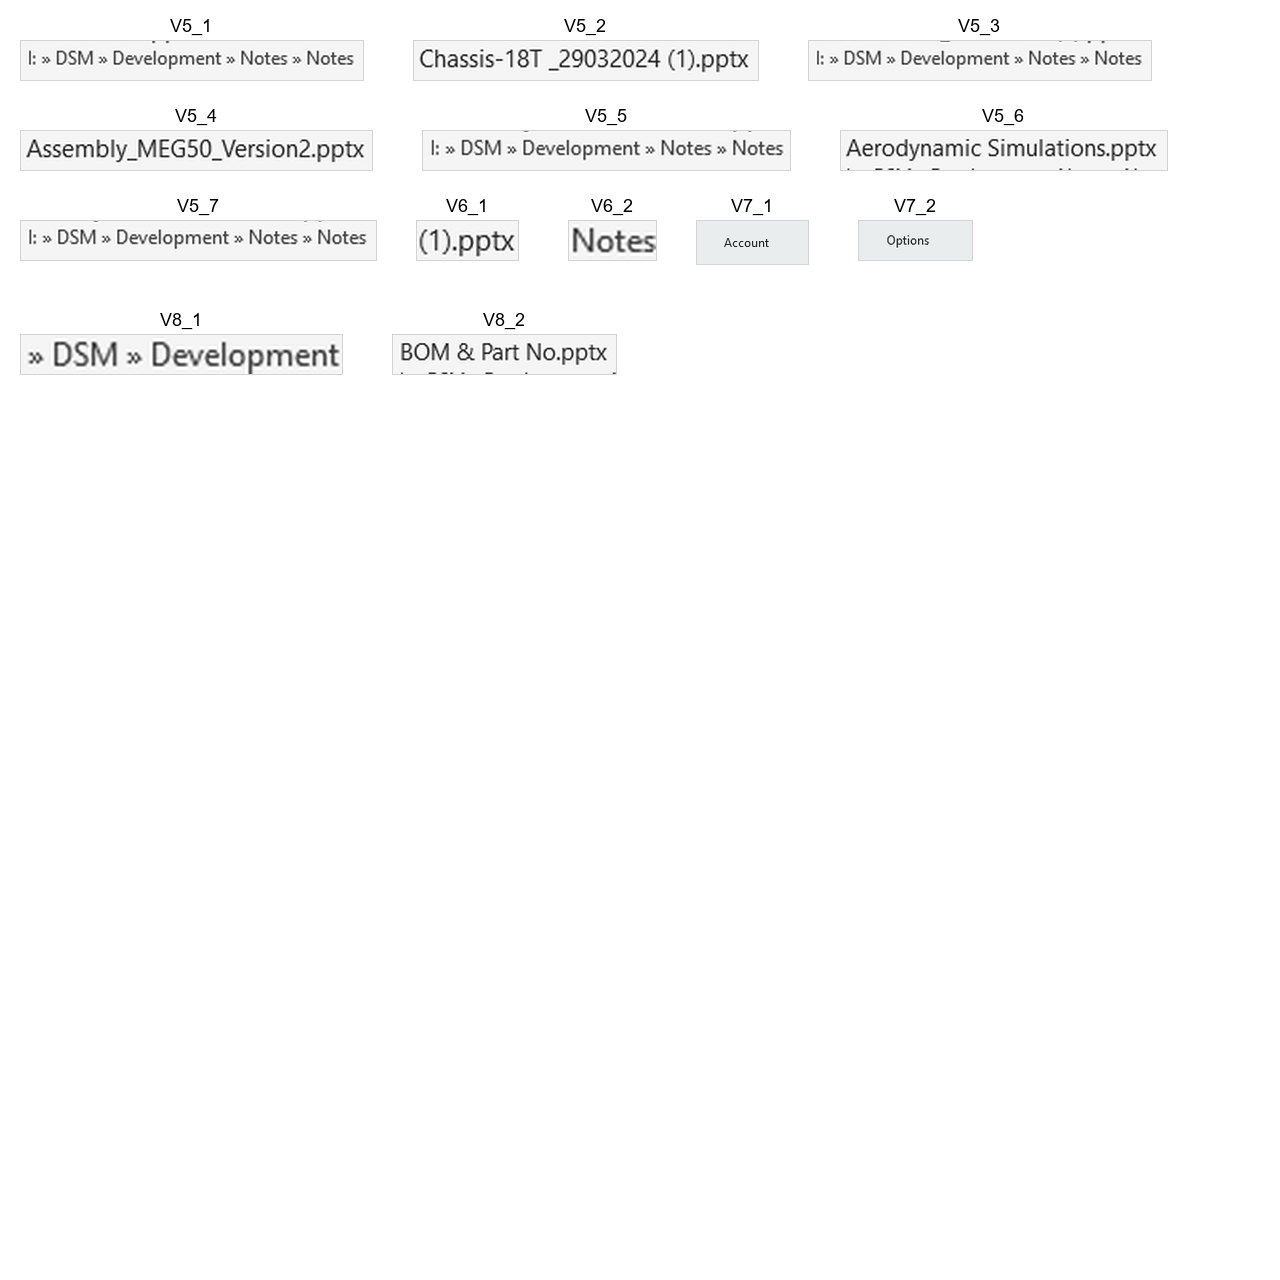 V5_1 V5_2 V5_3
I: » DSM » Development » Notes » Notes Chassis-18T _29032024 (1).pptx I: » DSM » Development » Notes » Notes
V5_4 V5_5 V5_6
Assembly_MEG50_Version2.pptx I: » DSM » Development » Notes » Notes Aerodynamic Simulations.pptx
V5_7 V6_1 V6_2 V7_1 V7_2
I: » DSM » Development » Notes » Notes (1).pptx Notes Account Options
V8_1 V8_2
» DSM » Development BOM & Part No.pptx